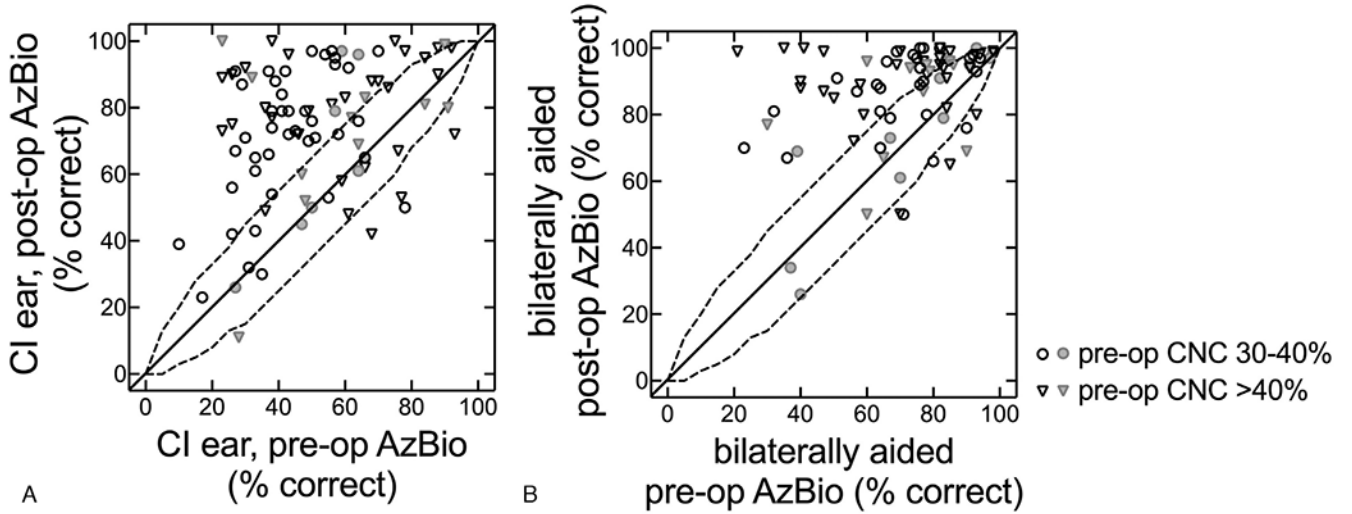 CI ear, post-op AzBio
(% correct)
100
80
60
40
20
0
0 20 40 60 80 100
CI ear, pre-op AzBio
(% correct)
A
bilaterally aided
post-op AzBio (% correct)
100
80
60
40
20
0
0 20 40 60 80 100
bilaterally aided
pre-op AzBio (% correct)
B
pre-op CNC 30-40%
pre-op CNC >40%